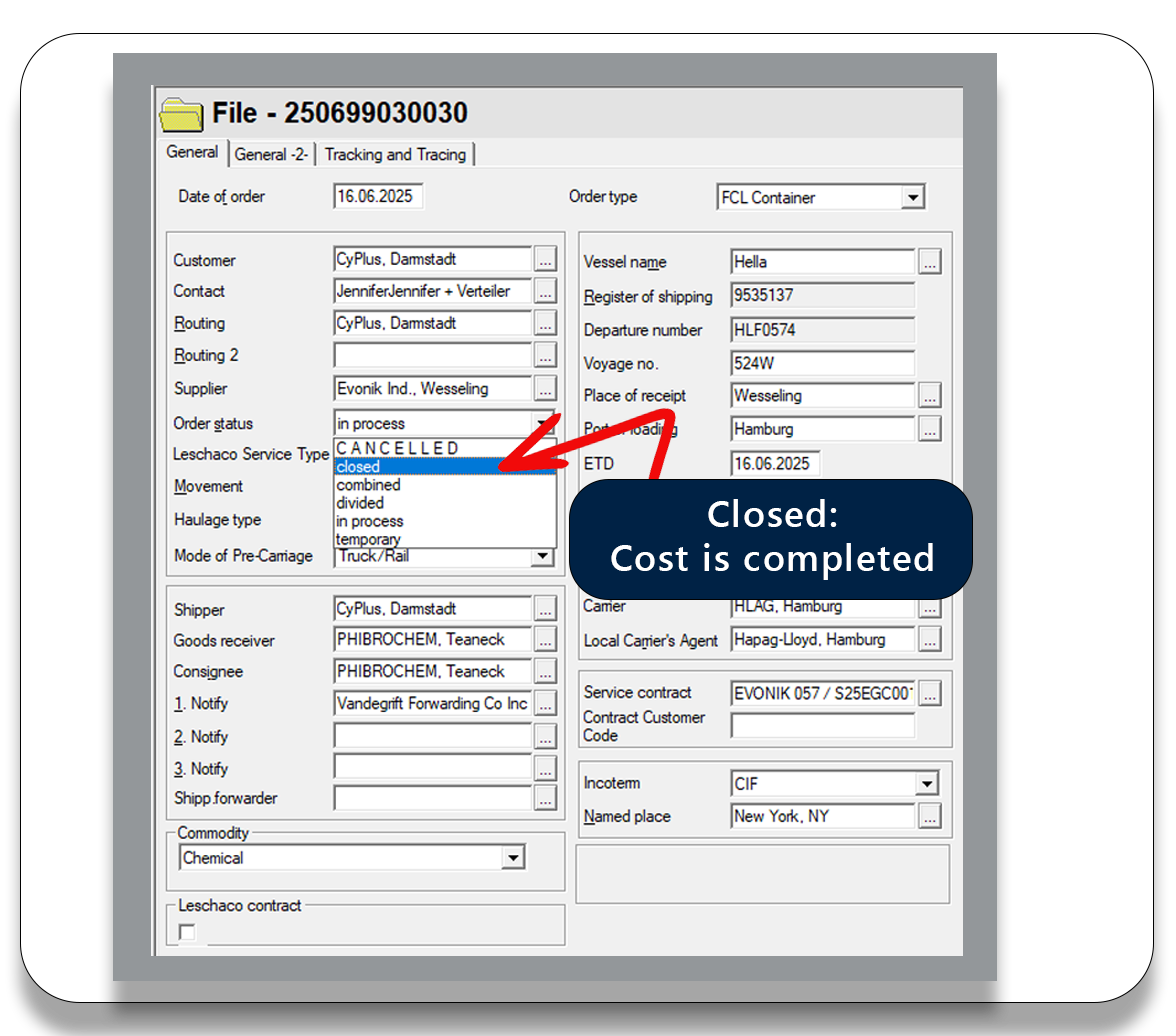 File - 250699030030
General
General -2-
Tracking and Tracing
Date of order
16.06.2025
Order type
FCL Container
Customer
CyPlus, Darmstadt
...
Contact
JenniferJennifer + Verteiler
...
Routing
CyPlus, Darmstadt
...
Routing 2
...
Supplier
Evonik Ind., Wesseling
...
Order status
in process
Leschaco Service Type
CANCELLED
closed
combined
divided
in process
temporary
Movement
Haulage type
Mode of Pre-Carriage
Truck/Rail
Vessel name
Hella
...
Register of shipping
9535137
Departure number
HLF0574
Voyage no.
524W
Place of receipt
Wesseling
...
Port of loading
Hamburg
...
ETD
16.06.2025
Closed:
Cost is completed
Carrier
HLAG, Hamburg
...
Local Carrier's Agent
Hapag-Lloyd, Hamburg
...
Shipper
CyPlus, Darmstadt
...
Goods receiver
PHIBROCHEM, Teaneck
...
Consignee
PHIBROCHEM, Teaneck
...
1. Notify
Vandegrift Forwarding Co Inc
...
2. Notify
...
3. Notify
...
Shipp.forwarder
...
Service contract
EVONIK 057 / S25EGC00
...
Contract Customer
Code
Incoterm
CIF
Named place
New York, NY
...
Commodity
Chemical
Leschaco contract